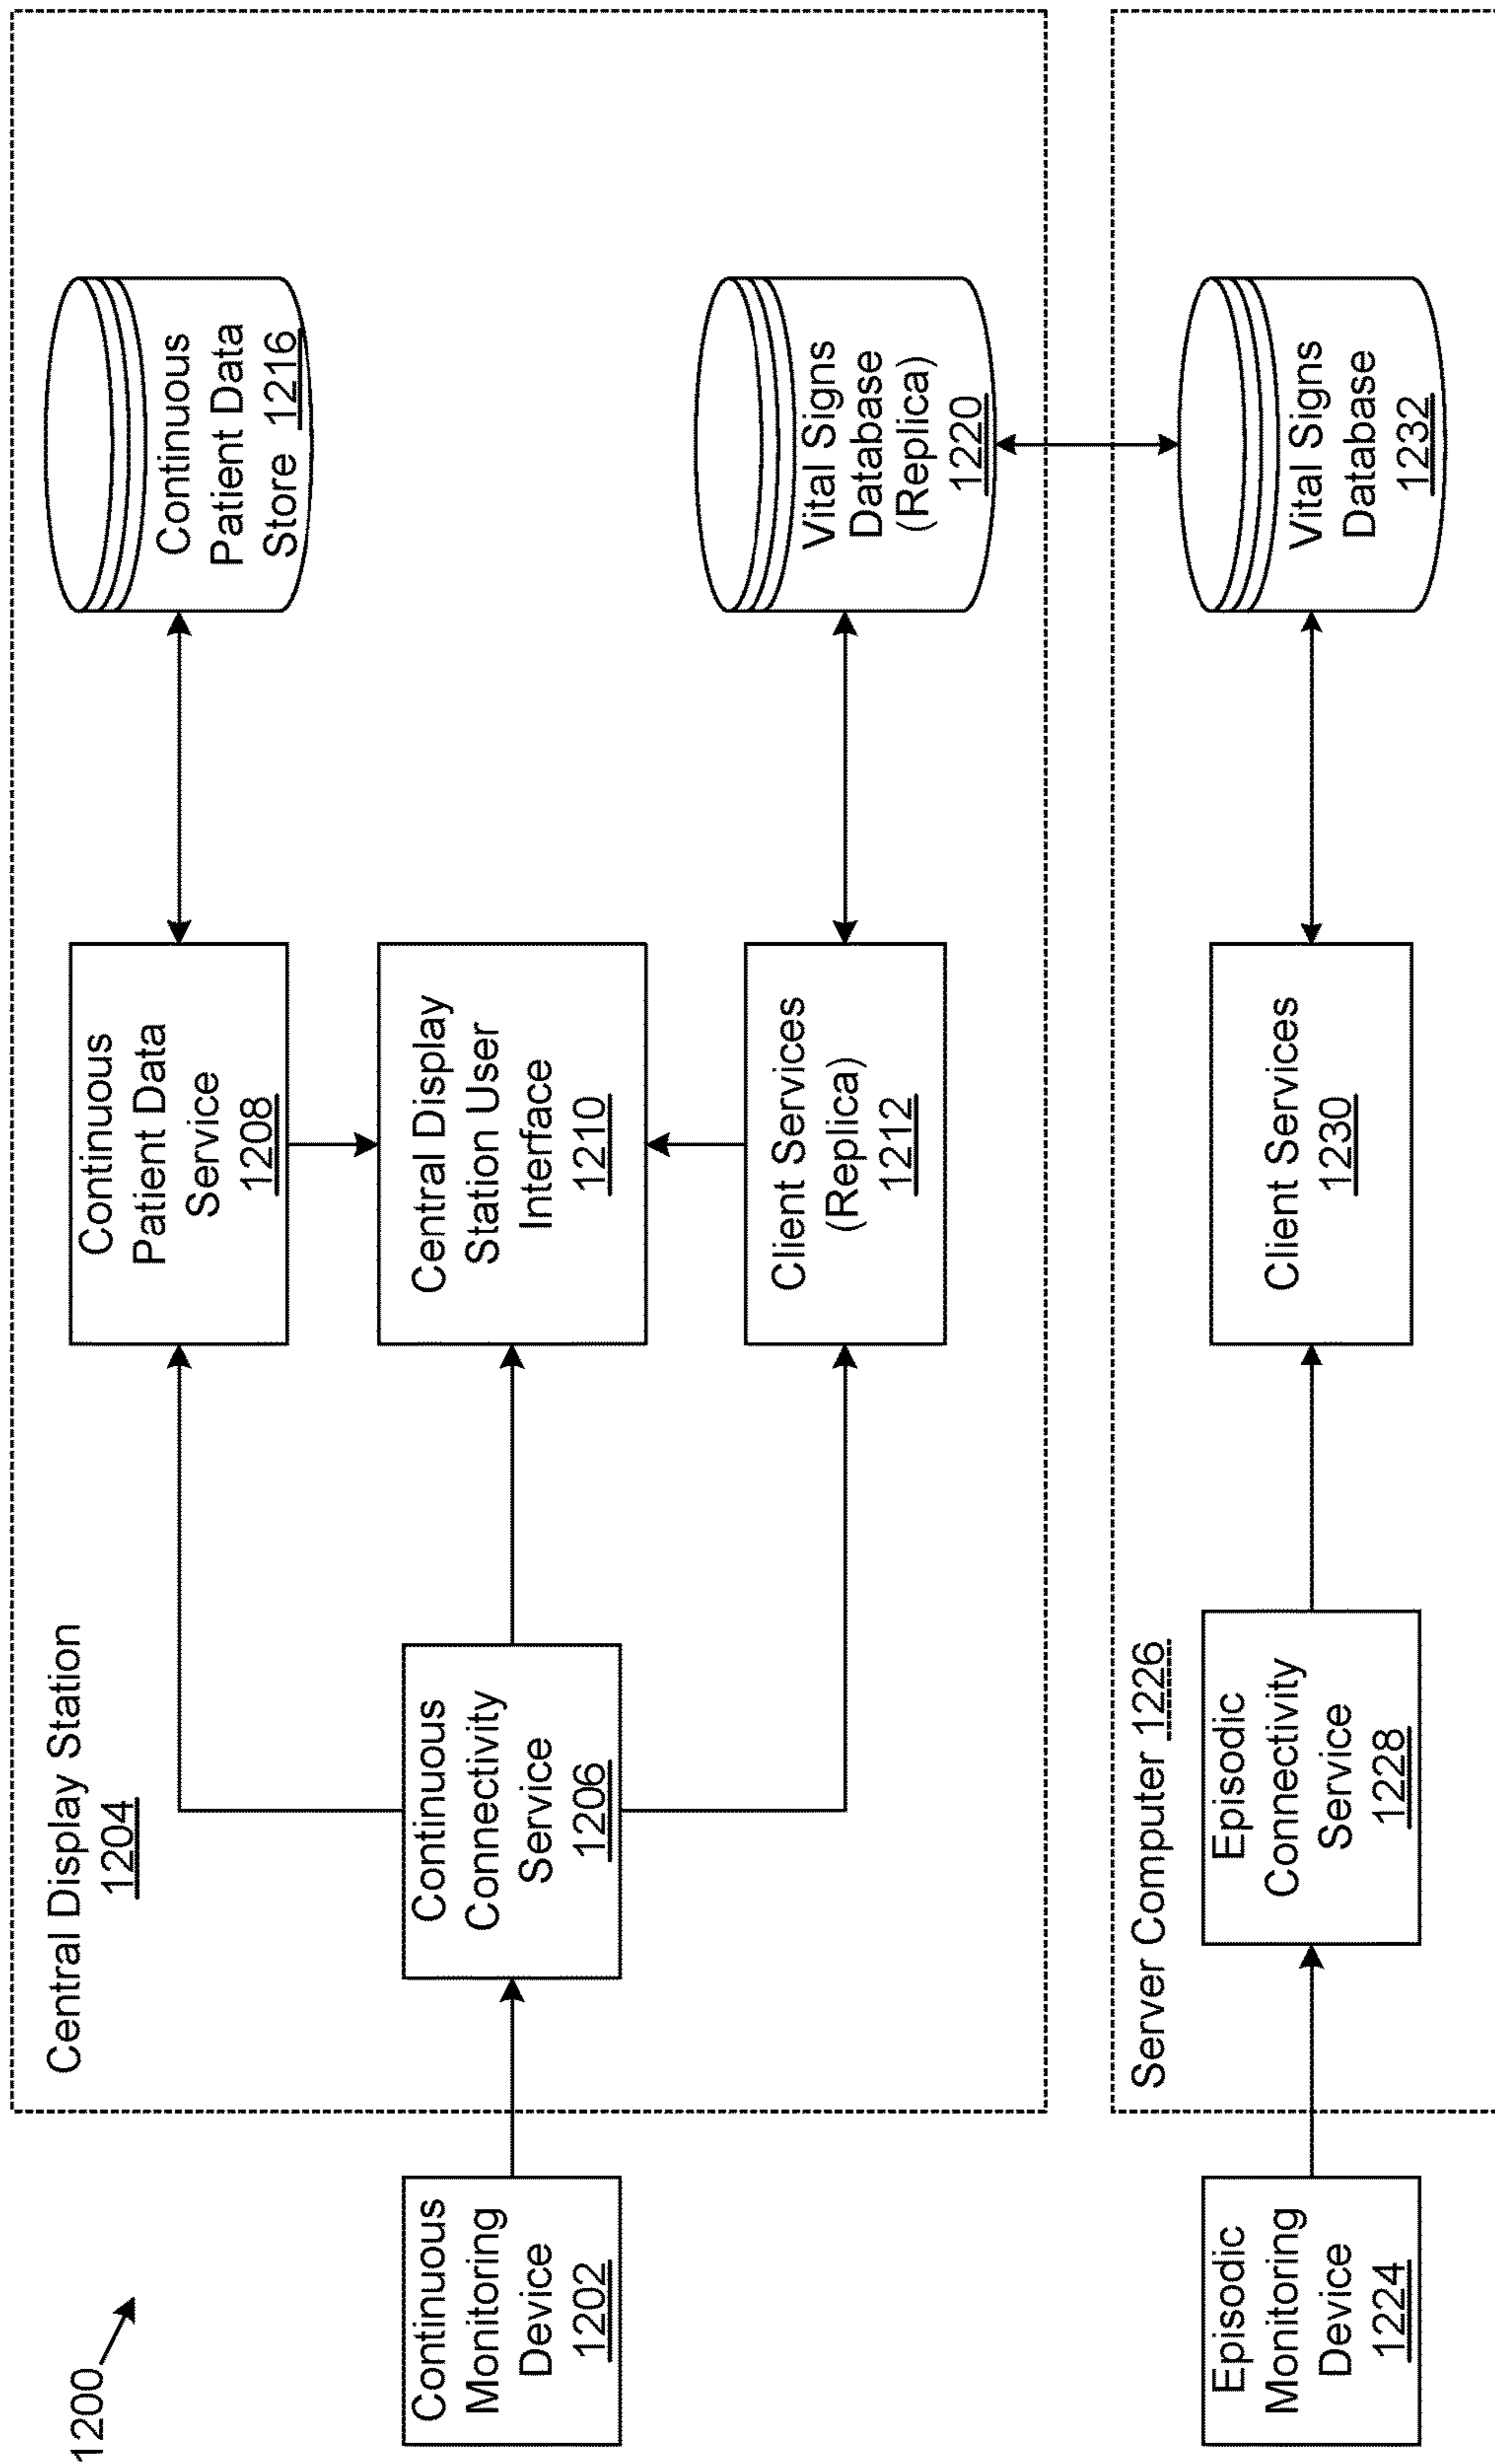 1200
Central Display Station
1204
Continuous
Monitoring
Device
1202
Continuous
Connectivity
Service
1206
Continuous
Patient Data
Service
1208
Central Display
Station User
Interface
1210
Client Services
(Replica)
1212
Continuous
Patient Data
Store 1216
Vital Signs
Database
(Replica)
1220
Server Computer 1226
Episodic
Monitoring
Device
1224
Episodic
Connectivity
Service
1228
Client Services
1230
Vital Signs
Database
1232